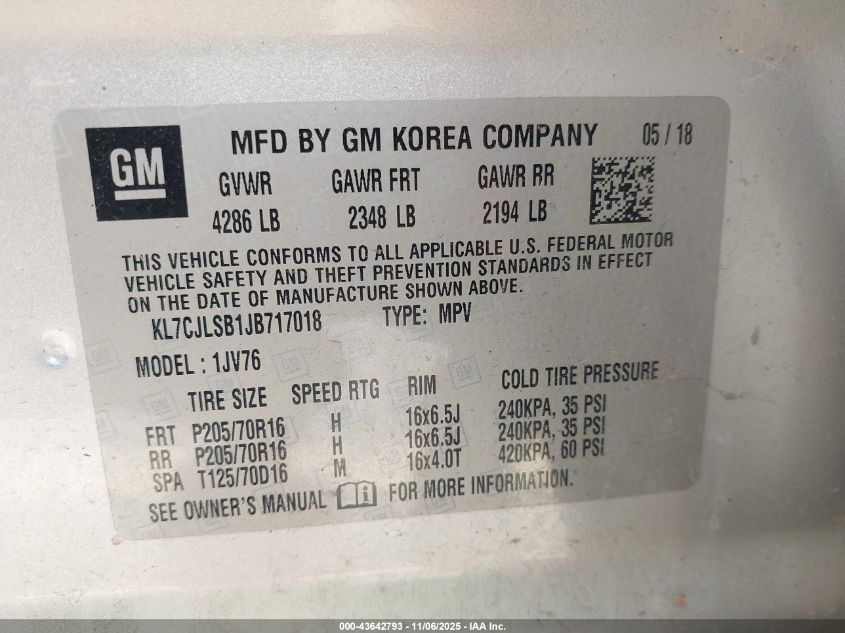 GM
MFD BY GM KOREA COMPANY 05 / 18
GVWR GAWR FRT GAWR RR
4286 LB 2348 LB 2194 LB
THIS VEHICLE CONFORMS TO ALL APPLICABLE U.S. FEDERAL MOTOR
VEHICLE SAFETY AND THEFT PREVENTION STANDARDS IN EFFECT
ON THE DATE OF MANUFACTURE SHOWN ABOVE.
KL7CJLSB1JB717018 TYPE: MPV
MODEL : 1JV76
TIRE SIZE SPEED RTG RIM COLD TIRE PRESSURE
FRT P205/70R16 H 16x6.5J 240KPA, 35 PSI
RR P205/70R16 H 16x6.5J 240KPA, 35 PSI
SPA T125/70D16 M 16x4.0T 420KPA, 60 PSI
SEE OWNER'S MANUAL FOR MORE INFORMATION.
000-43642793 - 11/06/2025 - IAA Inc.